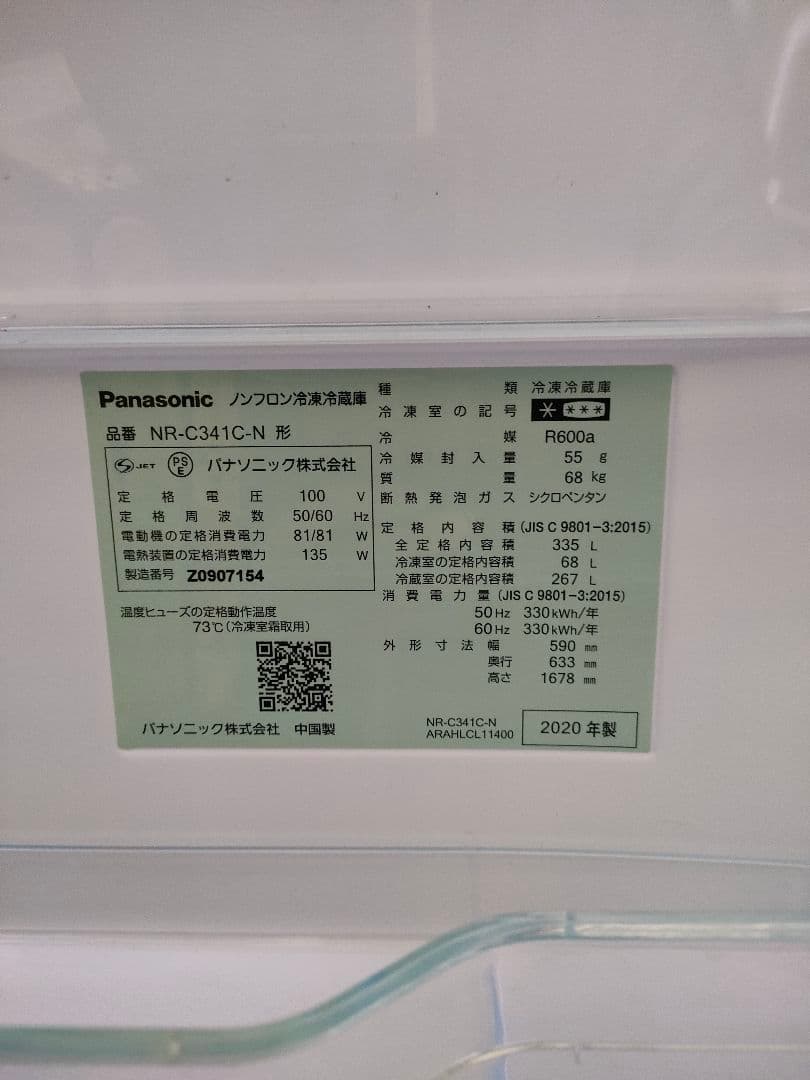 Panasonic ノンフロン冷凍冷蔵庫
品番 NR-C341C-N 形
S JET PSE パナソニック株式会社
定格電圧 100 V
定格周波数 50/60 Hz
電動機の定格消費電力 81/81 W
電熱装置の定格消費電力 135 W
製造番号 Z0907154
温度ヒューズの定格動作温度
73℃(冷凍室霜取用)
パナソニック株式会社 中国製
種類 冷凍冷蔵庫
冷凍室の記号 * ***
冷媒 R600a
冷媒封入量 55 g
質量 68 kg
断熱発泡ガス シクロペンタン
定格内容積 (JIS C 9801-3:2015)
全定格内容積 335 L
冷凍室の定格内容積 68 L
冷蔵室の定格内容積 267 L
消費電力量 (JIS C 9801-3:2015)
50Hz 330kWh/年
60Hz 330kWh/年
外形寸法 幅 590 mm
奥行 633 mm
高さ 1678 mm
NR-C341C-N
ARAHLCL11400
2020 年製